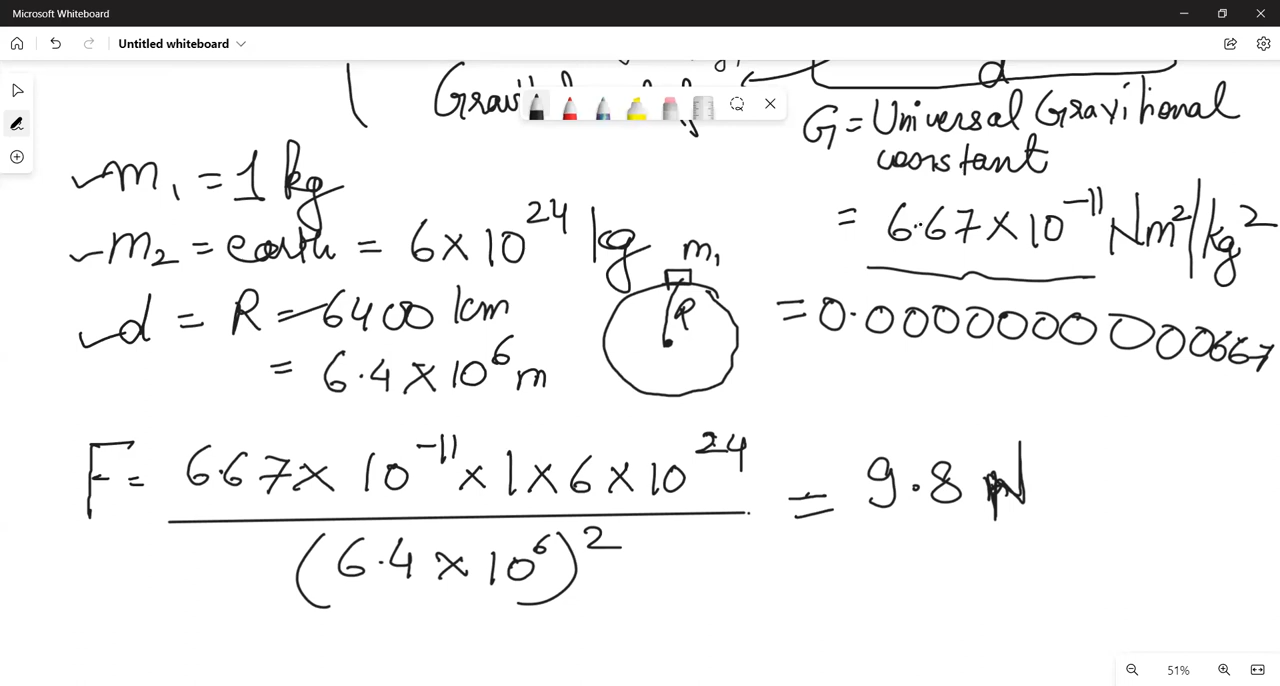 Microsoft Whiteboard
Untitled whiteboard
d
G = Universal Gravitional
constant
= 6.67 × 10⁻¹¹ Nm²/kg²
= 0.0000000000667
m₁ = 1 kg
m₂ = earth = 6 × 10²⁴ kg
d = R = 6400 km
= 6.4 × 10⁶ m
m₁
R
F = 6.67 × 10⁻¹¹ × 1 × 6 × 10²⁴ = 9.8 N
(6.4 × 10⁶)²
51%